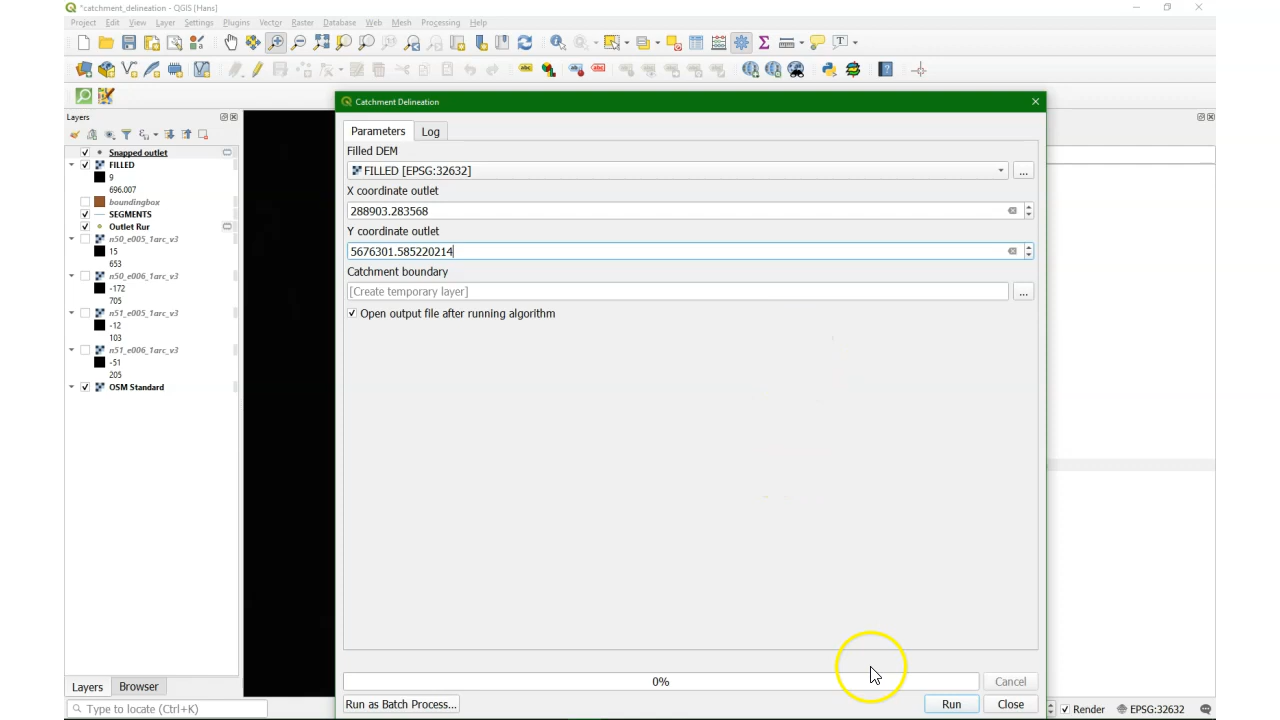 *catchment_delineation - QGIS [Hans]
Project Edit View Layer Settings Plugins Vector Raster Database Web Mesh Processing Help
Layers
Snapped outlet
FILLED
9
696.007
boundingbox
SEGMENTS
Outlet Rur
n50_e005_1arc_v3
15
653
n50_e006_1arc_v3
-172
705
n51_e005_1arc_v3
-12
103
n51_e006_1arc_v3
-51
205
OSM Standard
Layers Browser
Type to locate (Ctrl+K)
Catchment Delineation
Parameters Log
Filled DEM
FILLED [EPSG:32632]
...
X coordinate outlet
288903.283568
Y coordinate outlet
5676301.585220214
Catchment boundary
[Create temporary layer]
...
Open output file after running algorithm
0%
Cancel
Run as Batch Process...
Run
Close
Render
EPSG:32632